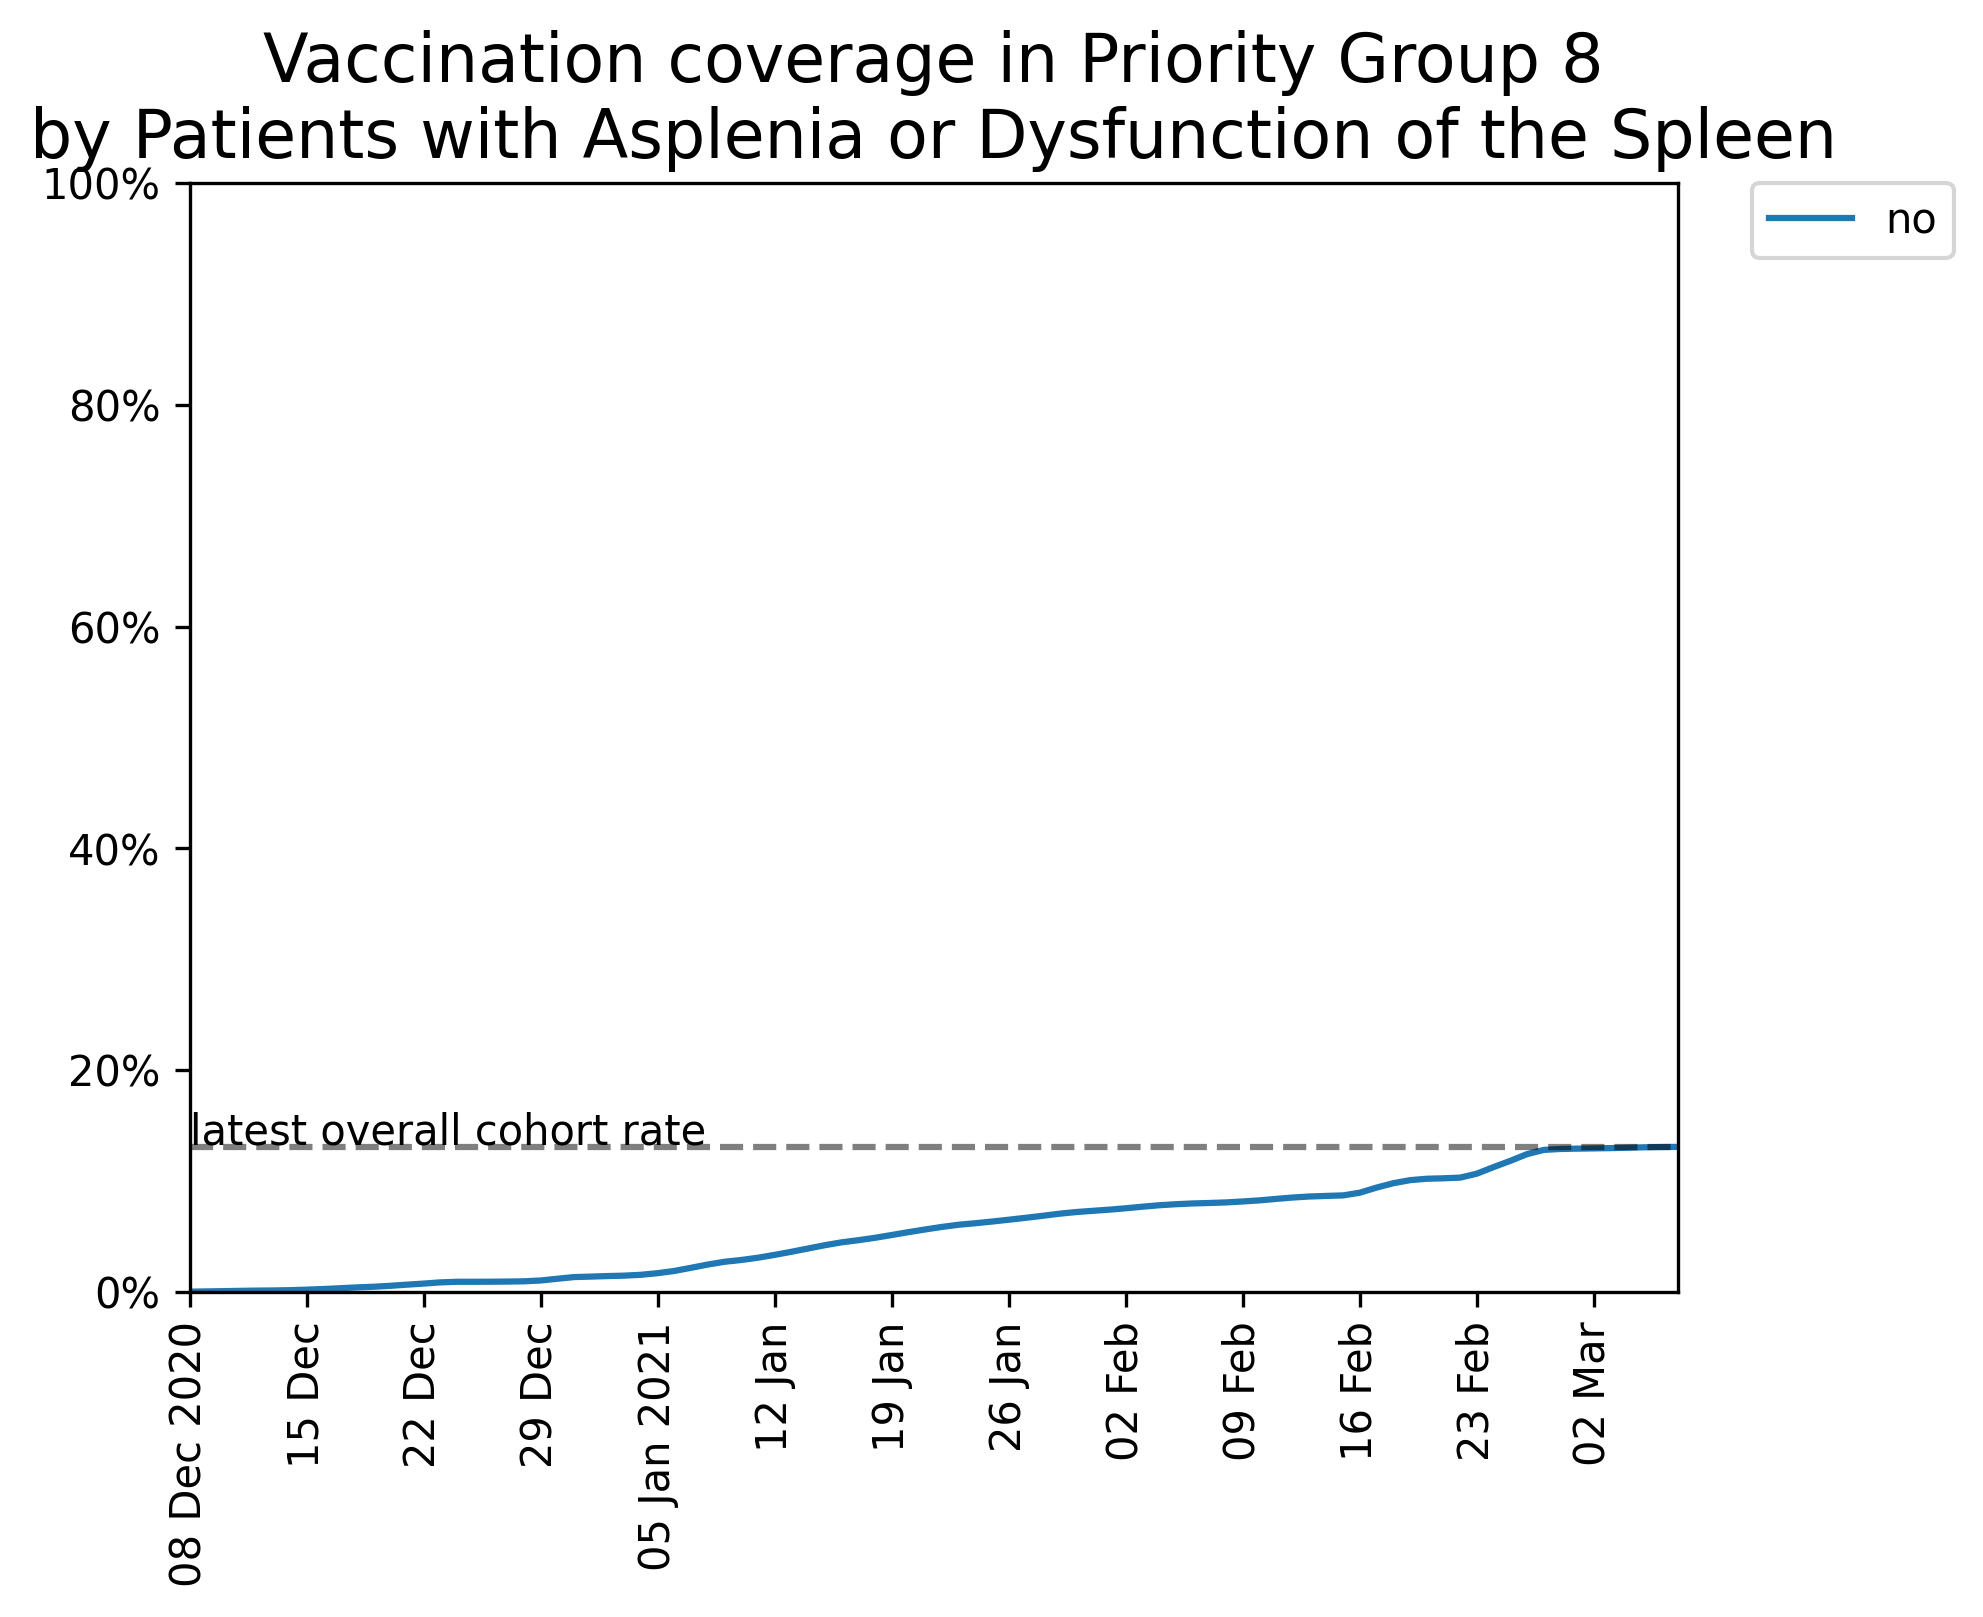 Vaccination coverage in Priority Group 8
by Patients with Asplenia or Dysfunction of the Spleen
no
100%
80%
60%
40%
20%
0%
latest overall cohort rate
08 Dec 2020
15 Dec
22 Dec
29 Dec
05 Jan 2021
12 Jan
19 Jan
26 Jan
02 Feb
09 Feb
16 Feb
23 Feb
02 Mar